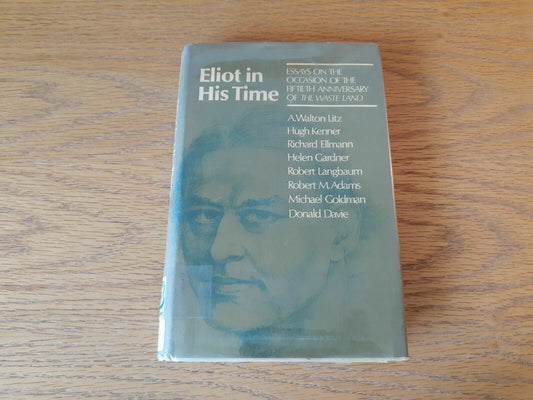 Eliot in
His Time
ESSAYS ON THE
OCCASION OF THE
FIFTIETH ANNIVERSARY
OF THE WASTE LAND
A. Walton Litz
Hugh Kenner
Richard Ellmann
Helen Gardner
Robert Langbaum
Robert M. Adams
Michael Goldman
Donald Davie